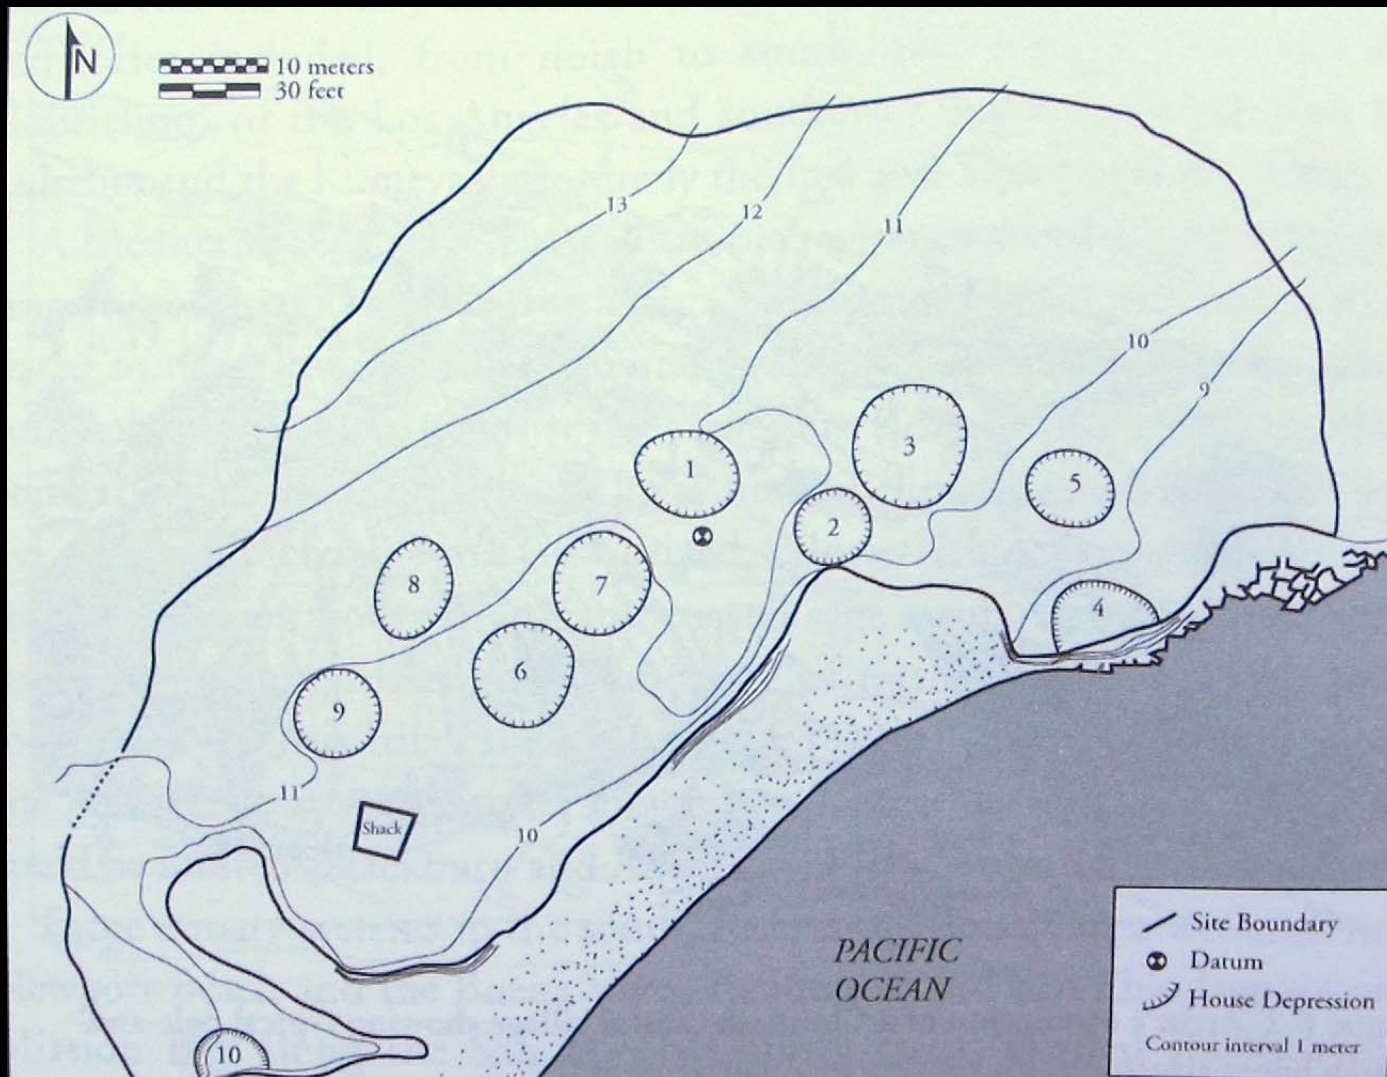 N
10 meters
30 feet
13
12
11
10
9
1
2
3
5
4
8
7
6
9
11
Shack
10
10
PACIFIC
OCEAN
Site Boundary
Datum
House Depression
Contour interval 1 meter